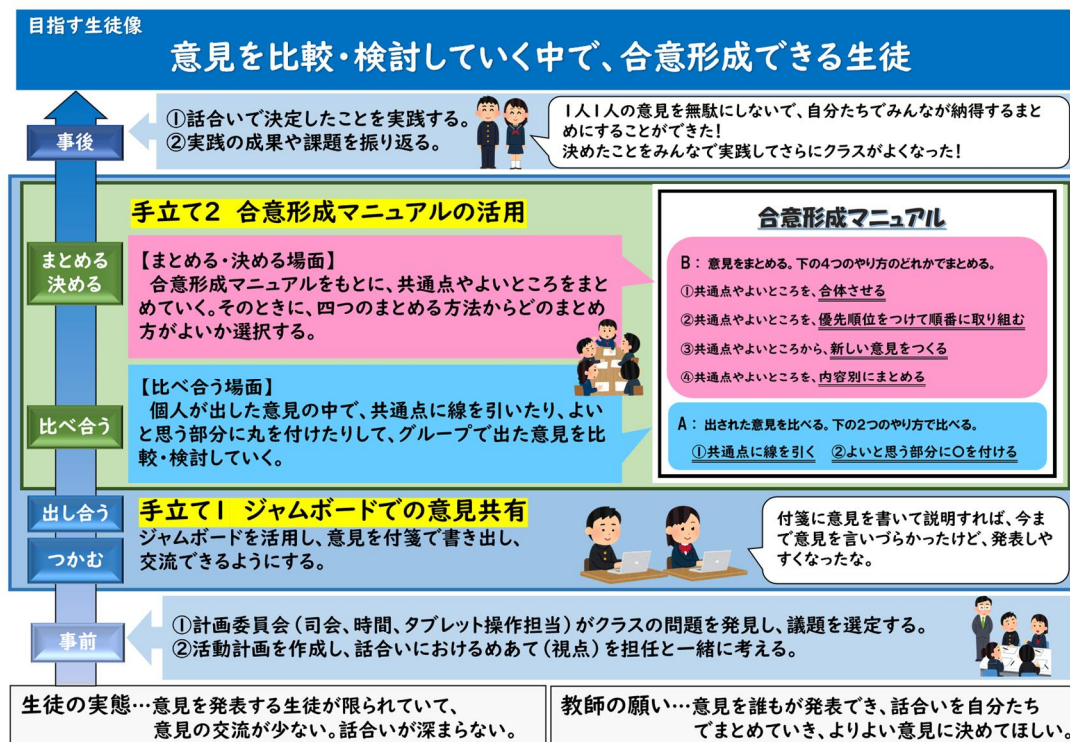 目指す生徒像
意見を比較・検討していく中で、合意形成できる生徒
事後
①話合いで決定したことを実践する。
②実践の成果や課題を振り返る。
1人1人の意見を無駄にしないで、自分たちでみんなが納得するまと
めにすることができた!
決めたことをみんなで実践してさらにクラスがよくなった!
手立て2 合意形成マニュアルの活用
まとめる
決める
【まとめる・決める場面】
合意形成マニュアルをもとに、共通点やよいところをまと
めていく。そのときに、四つのまとめる方法からどのまとめ
方がよいか選択する。
比べ合う
【比べ合う場面】
個人が出した意見の中で、共通点に線を引いたり、よい
と思う部分に丸を付けたりして、グループで出た意見を比
較・検討していく。
合意形成マニュアル
B: 意見をまとめる。下の4つのやり方のどれかでまとめる。
①共通点やよいところを、合体させる
②共通点やよいところを、優先順位をつけて順番に取り組む
③共通点やよいところから、新しい意見をつくる
④共通点やよいところを、内容別にまとめる
A: 出された意見を比べる。下の2つのやり方で比べる。
①共通点に線を引く ②よいと思う部分に○を付ける
出し合う
つかむ
手立て1 ジャムボードでの意見共有
ジャムボードを活用し、意見を付箋で書き出し、
交流できるようにする。
付箋に意見を書いて説明すれば、今ま
で意見を言いづらかったけど、発表しや
すくなったな。
事前
①計画委員会(司会、時間、タブレット操作担当)がクラスの問題を発見し、議題を選定する。
②活動計画を作成し、話合いにおけるめあて(視点)を担任と一緒に考える。
生徒の実態…意見を発表する生徒が限られていて、
意見の交流が少ない。話合いが深まらない。
教師の願い…意見を誰もが発表でき、話合いを自分たち
でまとめていき、よりよい意見に決めてほしい。